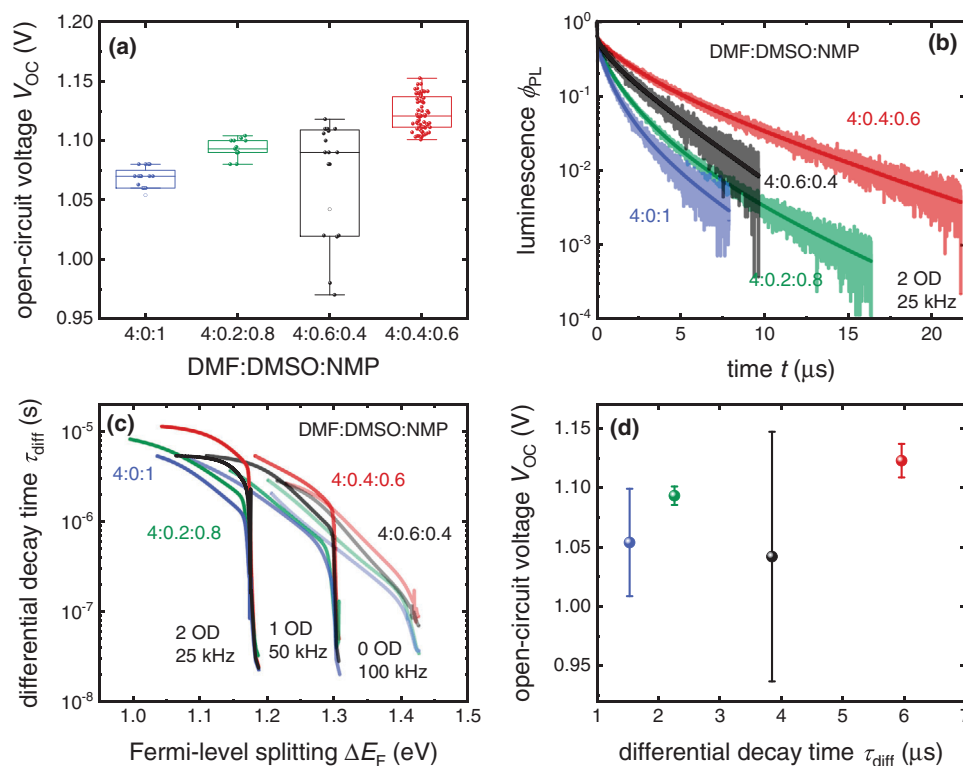 (a)
open-circuit voltage V_OC (V)
1.20
1.15
1.10
1.05
1.00
0.95
4:0:1 4:0.2:0.8 4:0.6:0.4 4:0.4:0.6
DMF:DMSO:NMP
(b)
DMF:DMSO:NMP
luminescence ϕ_PL
10^0
10^-1
10^-2
10^-3
10^-4
4:0.4:0.6
4:0.6:0.4
4:0:1
4:0.2:0.8
2 OD
25 kHz
0 5 10 15 20
time t (μs)
(c)
DMF:DMSO:NMP
differential decay time τ_diff (s)
10^-5
10^-6
10^-7
10^-8
4:0:1
4:0.4:0.6
4:0.2:0.8
4:0.6:0.4
2 OD
25 kHz
1 OD
50 kHz
0 OD
100 kHz
1.0 1.1 1.2 1.3 1.4 1.5
Fermi-level splitting ΔE_F (eV)
(d)
open-circuit voltage V_OC (V)
1.15
1.10
1.05
1.00
0.95
1 2 3 4 5 6 7
differential decay time τ_diff (μs)